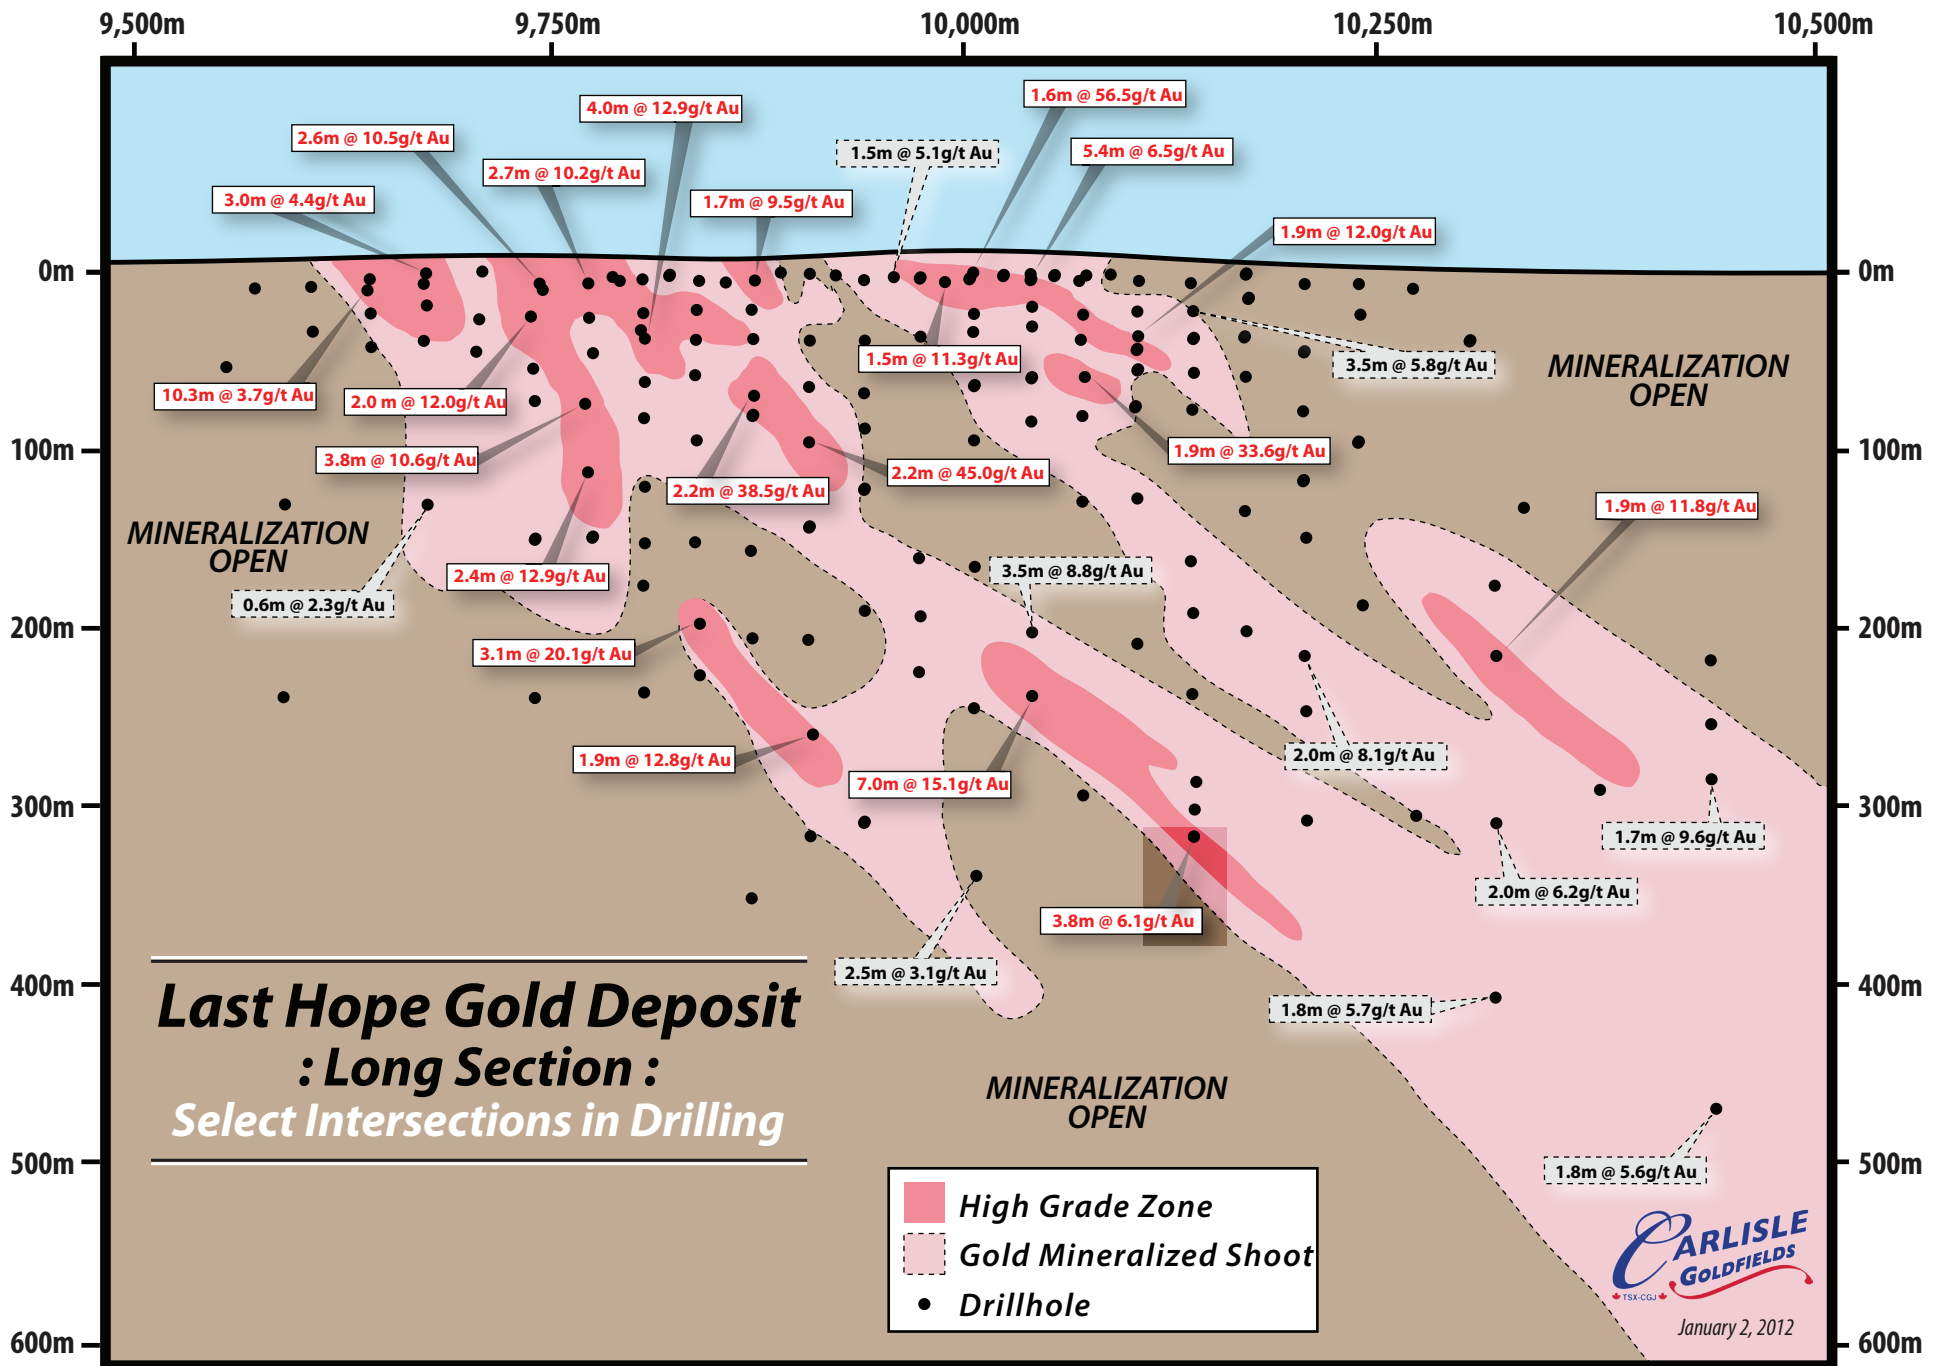 9,500m
9,750m
10,000m
10,250m
10,500m
1.6m @ 56.5g/t Au
4.0m @ 12.9g/t Au
2.6m @ 10.5g/t Au
1.5m @ 5.1g/t Au
5.4m @ 6.5g/t Au
2.7m @ 10.2g/t Au
3.0m @ 4.4g/t Au
1.7m @ 9.5g/t Au
1.9m @ 12.0g/t Au
0m
0m
1.5m @ 11.3g/t Au
3.5m @ 5.8g/t Au
MINERALIZATION
OPEN
10.3m @ 3.7g/t Au
2.0 m @ 12.0g/t Au
100m
3.8m @ 10.6g/t Au
1.9m @ 33.6g/t Au
100m
2.2m @ 45.0g/t Au
2.2m @ 38.5g/t Au
1.9m @ 11.8g/t Au
MINERALIZATION
OPEN
2.4m @ 12.9g/t Au
3.5m @ 8.8g/t Au
0.6m @ 2.3g/t Au
200m
200m
3.1m @ 20.1g/t Au
1.9m @ 12.8g/t Au
2.0m @ 8.1g/t Au
7.0m @ 15.1g/t Au
300m
300m
1.7m @ 9.6g/t Au
2.0m @ 6.2g/t Au
3.8m @ 6.1g/t Au
2.5m @ 3.1g/t Au
400m
400m
1.8m @ 5.7g/t Au
Last Hope Gold Deposit
: Long Section :
Select Intersections in Drilling
MINERALIZATION
OPEN
500m
500m
1.8m @ 5.6g/t Au
High Grade Zone
Gold Mineralized Shoot
Drillhole
CARLISLE
GOLDFIELDS
TSX-CGJ
January 2, 2012
600m
600m